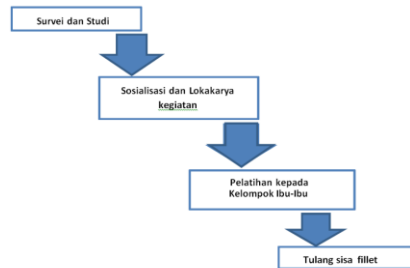 Survei dan Studi
Sosialisasi dan Lokakarya
kegiatan
Pelatihan kepada
Kelompok Ibu-Ibu
Tulang sisa fillet